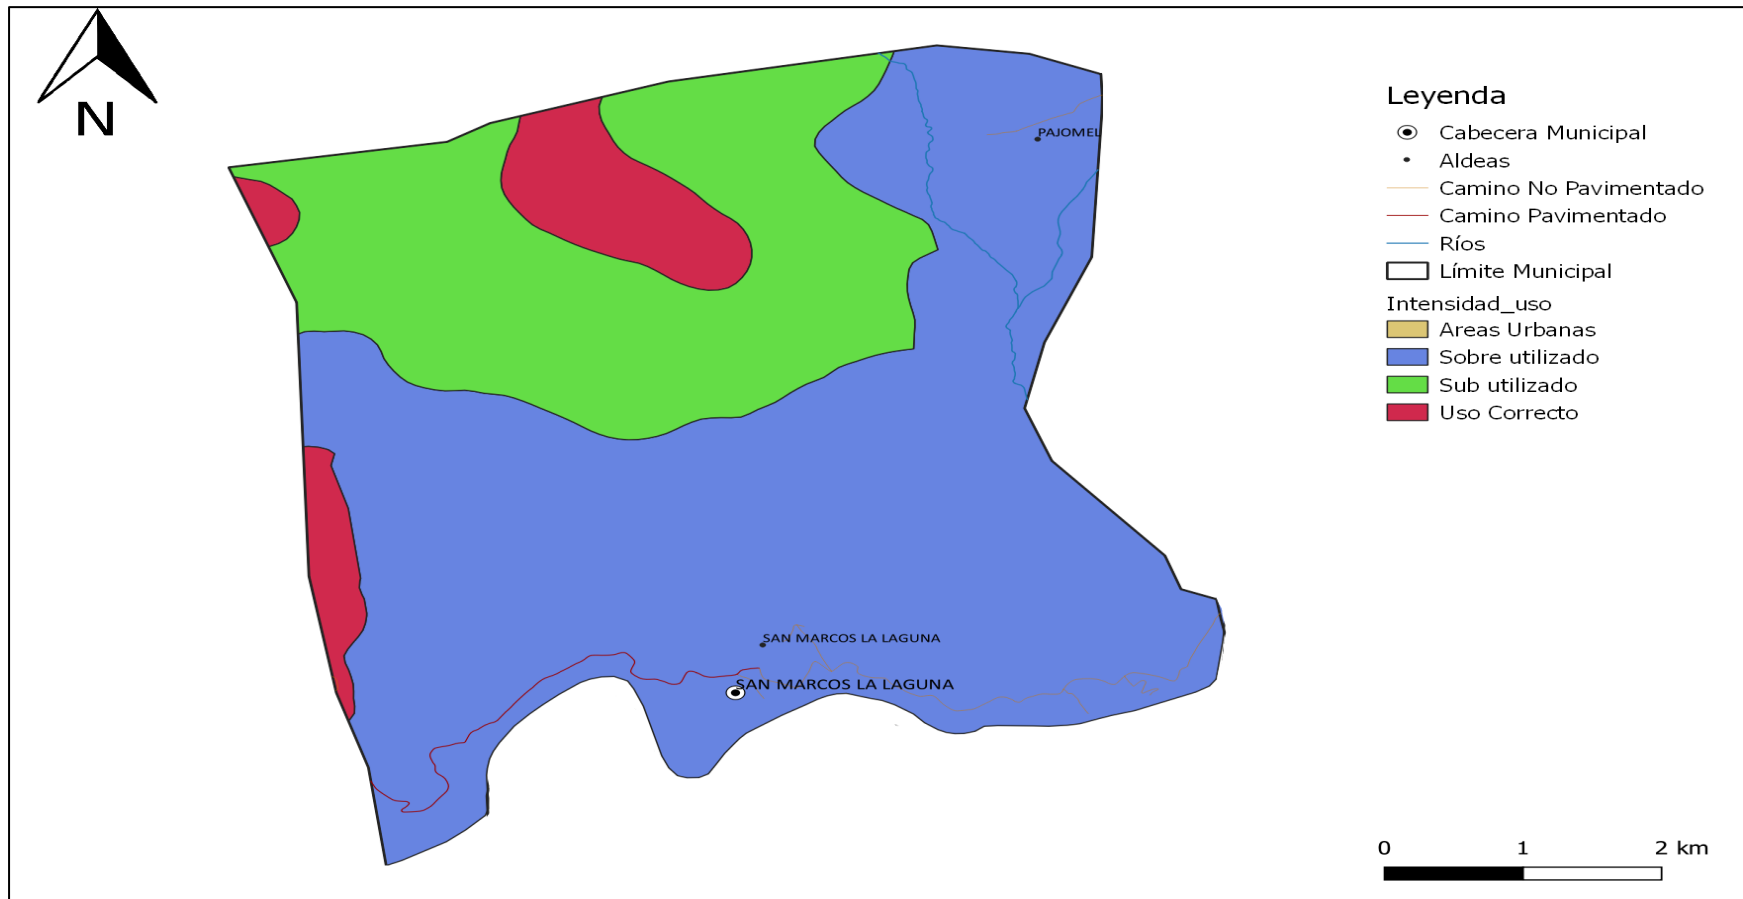 N
PAJOMEL
SAN MARCOS LA LAGUNA
SAN MARCOS LA LAGUNA
Leyenda
Cabecera Municipal
Aldeas
Camino No Pavimentado
Camino Pavimentado
Ríos
Límite Municipal
Intensidad_uso
Areas Urbanas
Sobre utilizado
Sub utilizado
Uso Correcto
0 1 2 km